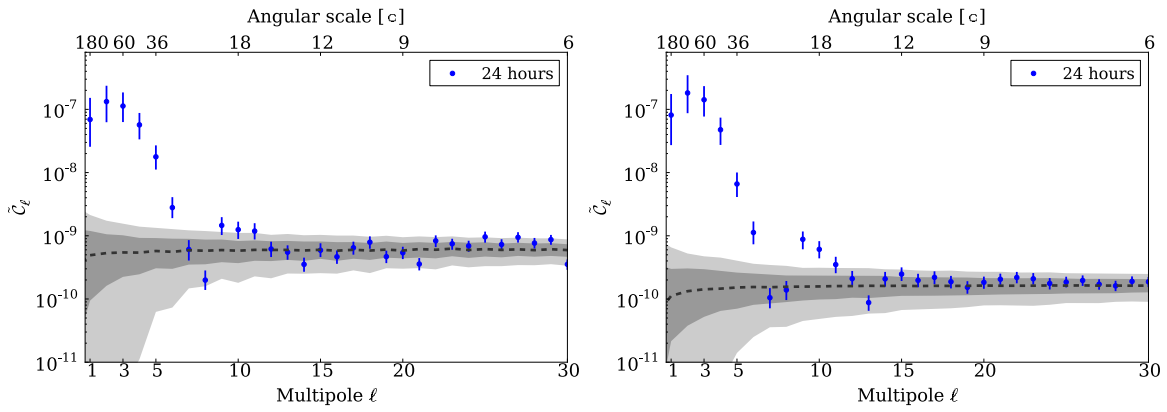 Angular scale [ c]
180 60 36 18 12 9 6
24 hours
10⁻⁷
10⁻⁸
10⁻⁹
10⁻¹⁰
10⁻¹¹
C̃ℓ
1 3 5 10 15 20 30
Multipole ℓ
Angular scale [ c]
180 60 36 18 12 9 6
24 hours
10⁻⁷
10⁻⁸
10⁻⁹
10⁻¹⁰
10⁻¹¹
C̃ℓ
1 3 5 10 15 20 30
Multipole ℓ